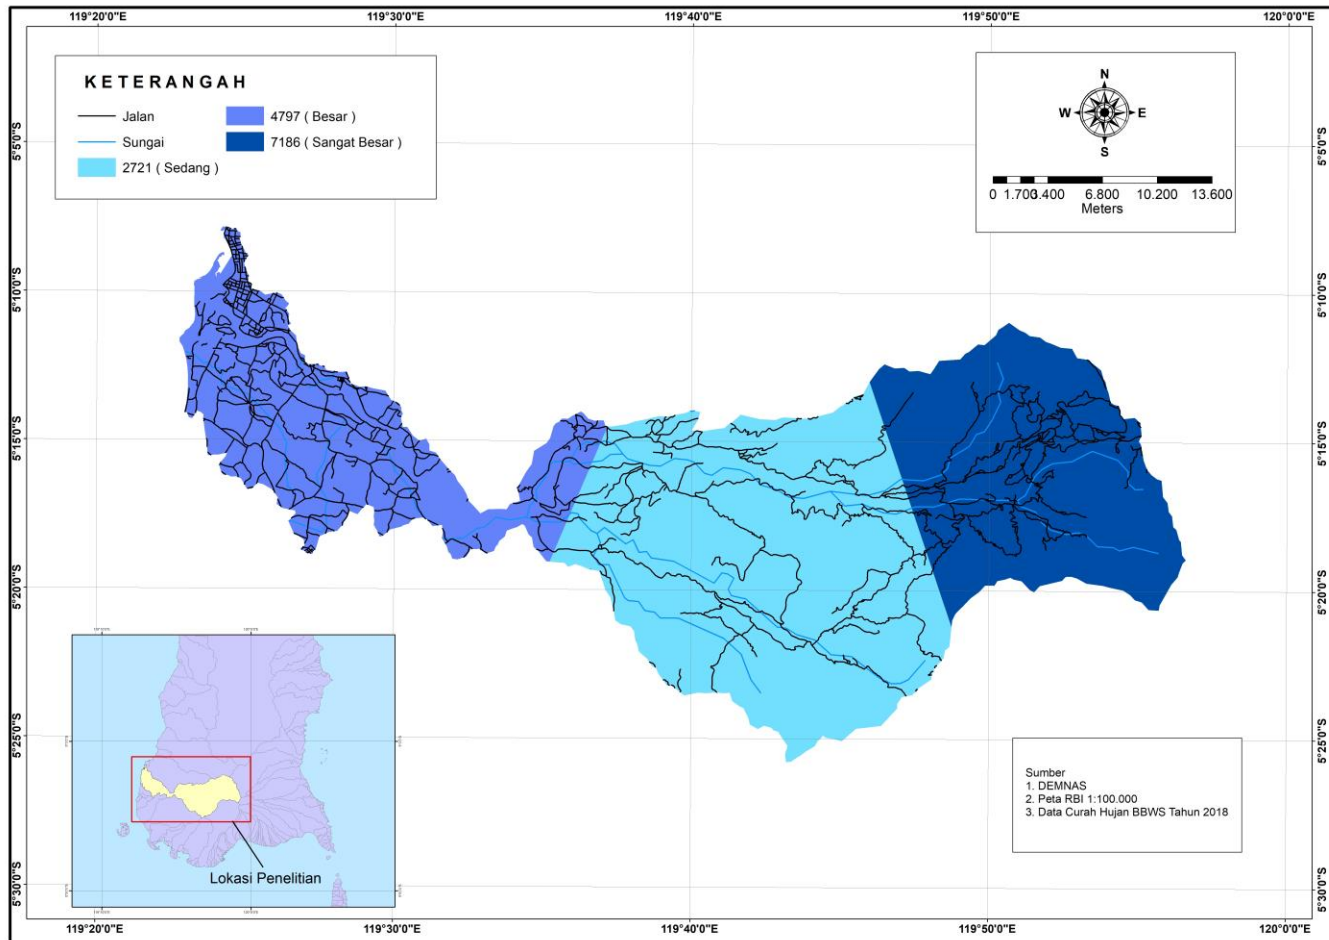 119°20'0"E 119°30'0"E 119°40'0"E 119°50'0"E 120°0'0"E
KETERANGAH
Jalan
Sungai
2721 ( Sedang )
4797 ( Besar )
7186 ( Sangat Besar )
N
W E
S
0 1.700 3.400 6.800 10.200 13.600
Meters
5°5'0"S 5°5'0"S
5°10'0"S 5°10'0"S
5°15'0"S 5°15'0"S
5°20'0"S 5°20'0"S
5°25'0"S 5°25'0"S
5°30'0"S 5°30'0"S
Lokasi Penelitian
Sumber
1. DEMNAS
2. Peta RBI 1:100.000
3. Data Curah Hujan BBWS Tahun 2018
119°20'0"E 119°30'0"E 119°40'0"E 119°50'0"E 120°0'0"E